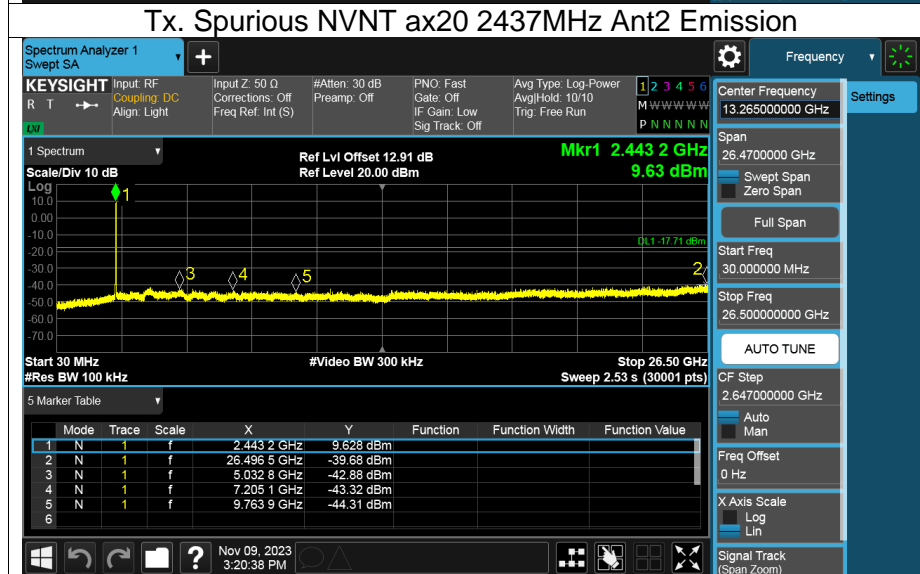 Tx. Spurious NVNT ax20 2437MHz Ant2 Emission
Spectrum Analyzer 1
Swept SA
+
Frequency
KEYSIGHT
R T
LXI
Input: RF
Coupling: DC
Align: Light
Input Z: 50 Ω
Corrections: Off
Freq Ref: Int (S)
#Atten: 30 dB
Preamp: Off
PNO: Fast
Gate: Off
IF Gain: Low
Sig Track: Off
Avg Type: Log-Power
Avg|Hold: 10/10
Trig: Free Run
1 2 3 4 5 6
M W W W W W
P N N N N N
1 Spectrum
Scale/Div 10 dB
Ref Lvl Offset 12.91 dB
Ref Level 20.00 dBm
Mkr1 2.443 2 GHz
9.63 dBm
Log
10.0
0.00
-10.0
-20.0
-30.0
-40.0
-50.0
-60.0
-70.0
1
3
4
5
2
DL1 -17.71 dBm
Start 30 MHz
#Res BW 100 kHz
#Video BW 300 kHz
Stop 26.50 GHz
Sweep 2.53 s (30001 pts)
5 Marker Table
Mode Trace Scale X Y Function Function Width Function Value
1 N 1 f 2.443 2 GHz 9.628 dBm
2 N 1 f 26.496 5 GHz -39.68 dBm
3 N 1 f 5.032 8 GHz -42.88 dBm
4 N 1 f 7.205 1 GHz -43.32 dBm
5 N 1 f 9.763 9 GHz -44.31 dBm
6
?
Nov 09, 2023
3:20:38 PM
Center Frequency
13.265000000 GHz
Settings
Span
26.4700000 GHz
Swept Span
Zero Span
Full Span
Start Freq
30.000000 MHz
Stop Freq
26.500000000 GHz
AUTO TUNE
CF Step
2.647000000 GHz
Auto
Man
Freq Offset
0 Hz
X Axis Scale
Log
Lin
Signal Track
(Span Zoom)